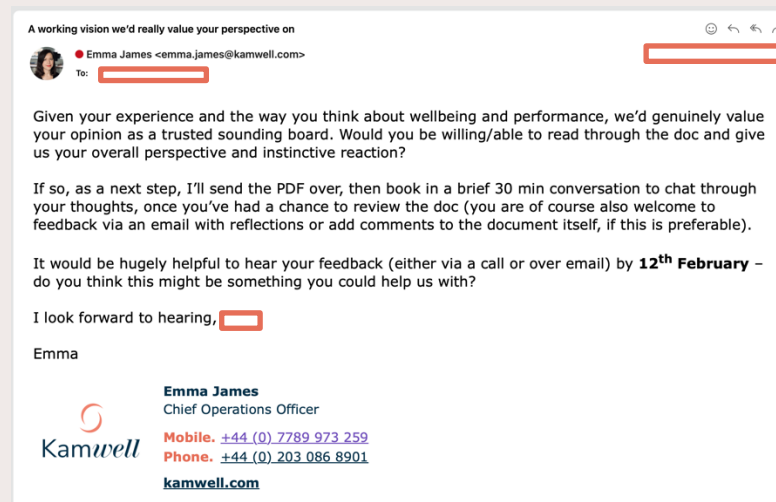 A working vision we'd really value your perspective on
Emma James <emma.james@kamwell.com>
To:
Given your experience and the way you think about wellbeing and performance, we'd genuinely value
your opinion as a trusted sounding board. Would you be willing/able to read through the doc and give
us your overall perspective and instinctive reaction?
If so, as a next step, I'll send the PDF over, then book in a brief 30 min conversation to chat through
your thoughts, once you've had a chance to review the doc (you are of course also welcome to
feedback via an email with reflections or add comments to the document itself, if this is preferable).
It would be hugely helpful to hear your feedback (either via a call or over email) by 12th February –
do you think this might be something you could help us with?
I look forward to hearing,
Emma
Emma James
Chief Operations Officer
Kamwell
Mobile. +44 (0) 7789 973 259
Phone. +44 (0) 203 086 8901
kamwell.com